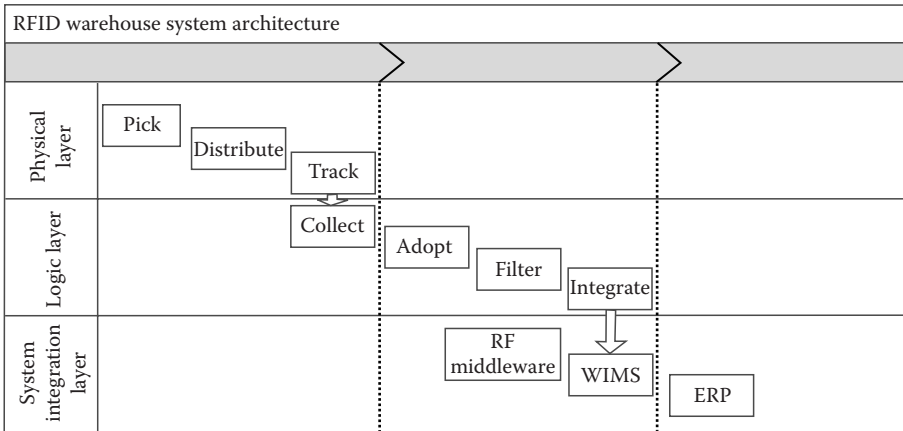 RFID warehouse system architecture
Physical
layer
Pick
Distribute
Track
Logic layer
Collect
Adopt
Filter
Integrate
System
integration
layer
RF
middleware
WIMS
ERP